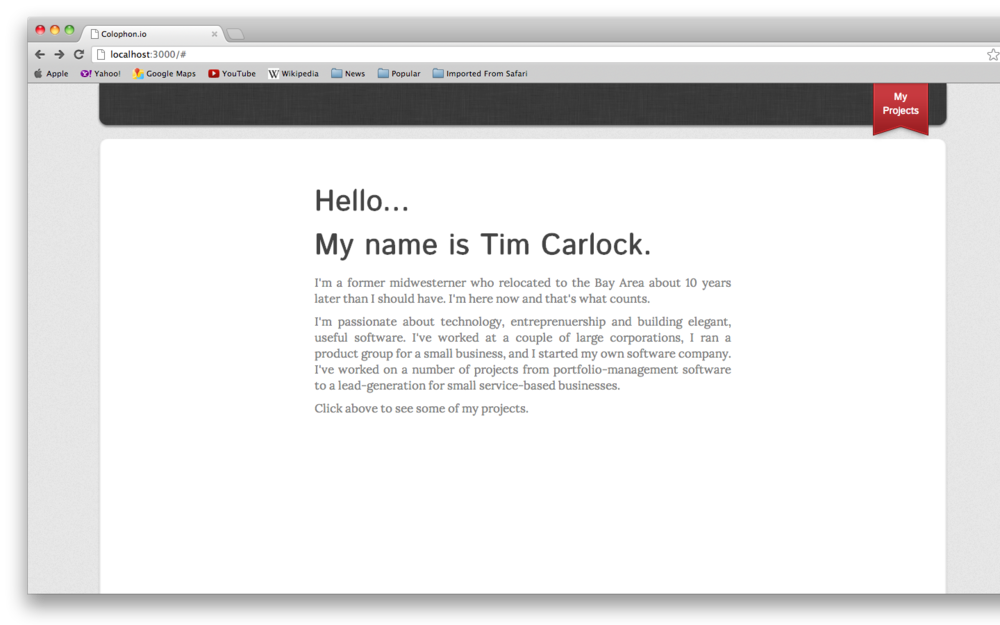 Colophon.io
localhost:3000/#
Apple Yahoo! Google Maps YouTube Wikipedia News Popular Imported From Safari
My
Projects
Hello...
My name is Tim Carlock.
I'm a former midwesterner who relocated to the Bay Area about 10 years
later than I should have. I'm here now and that's what counts.
I'm passionate about technology, entreprenuership and building elegant,
useful software. I've worked at a couple of large corporations, I ran a
product group for a small business, and I started my own software company.
I've worked on a number of projects from portfolio-management software
to a lead-generation for small service-based businesses.
Click above to see some of my projects.